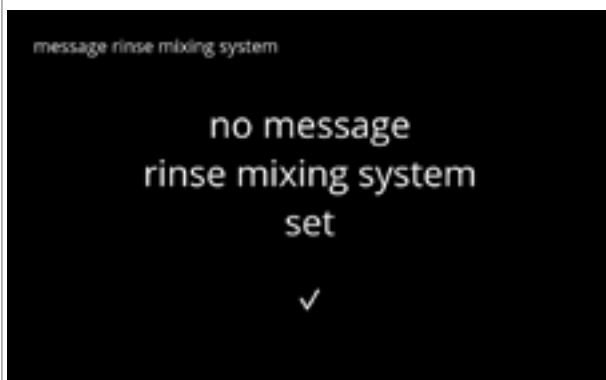 message rinse mixing system
no message
rinse mixing system
set
✓